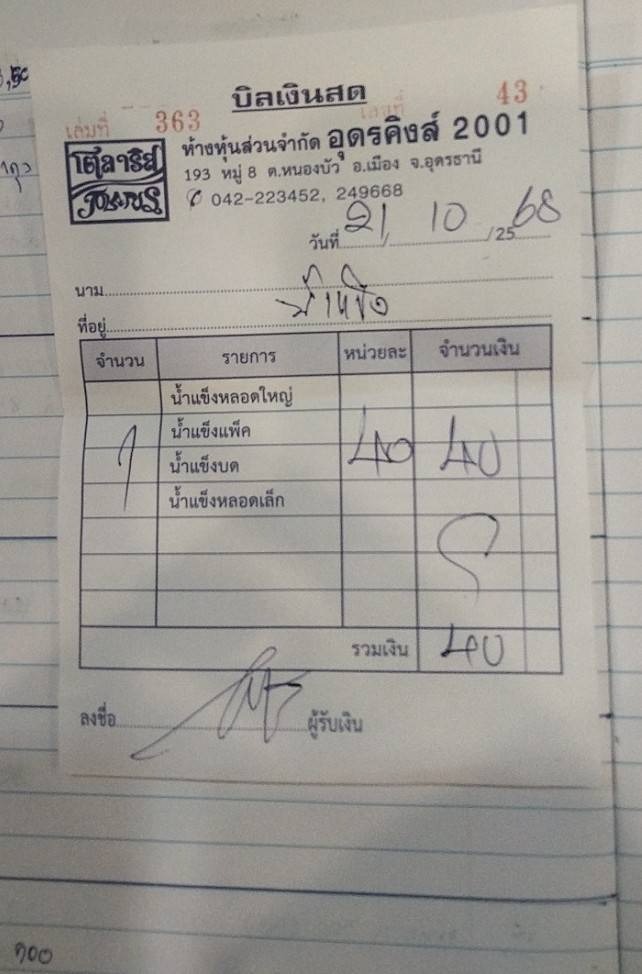 บิลเงินสด
เล่มที่ 363 เลขที่ 43
ห้างหุ้นส่วนจำกัด อุดรคิงส์ 2001
193 หมู่ 8 ต.หนองบัว อ.เมือง จ.อุดรธานี
042-223452, 249668
วันที่ 21 / 10 / 2568
นาม
ที่อยู่
จำนวน รายการ หน่วยละ จำนวนเงิน
น้ำแข็งหลอดใหญ่
1 น้ำแข็งแพ็ค 40 40
น้ำแข็งบด
น้ำแข็งหลอดเล็ก
รวมเงิน 40
ลงชื่อ ผู้รับเงิน